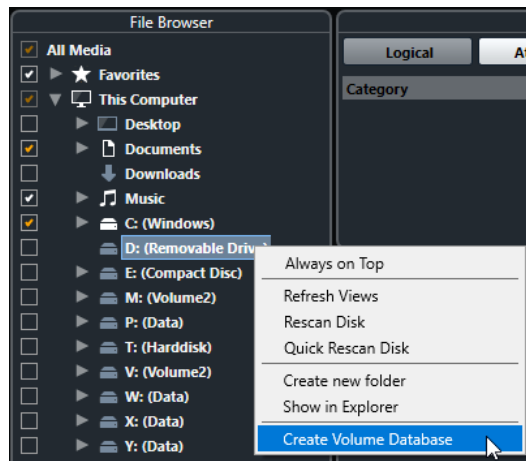 File Browser
All Media
Favorites
This Computer
Desktop
Documents
Downloads
Music
C: (Windows)
D: (Removable Drive)
E: (Compact Disc)
M: (Volume2)
P: (Data)
T: (Harddisk)
V: (Volume2)
W: (Data)
X: (Data)
Y: (Data)
Logical
Category
Always on Top
Refresh Views
Rescan Disk
Quick Rescan Disk
Create new folder
Show in Explorer
Create Volume Database